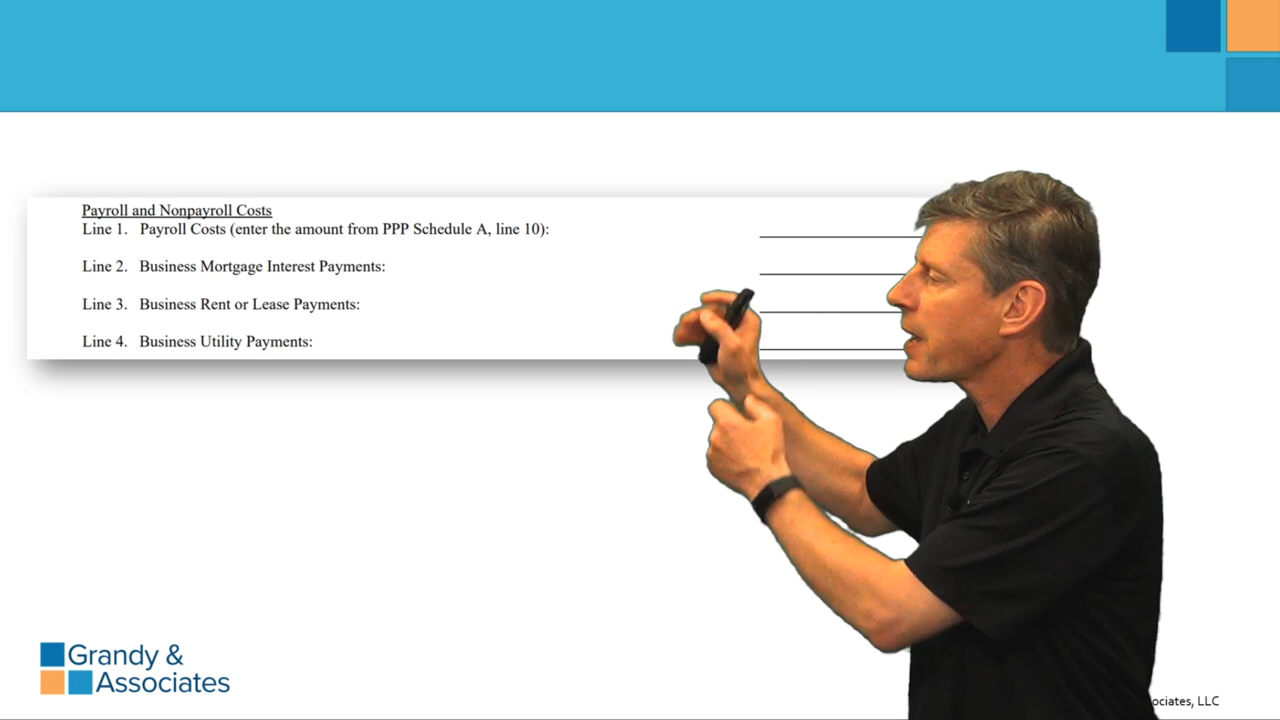 Payroll and Nonpayroll Costs
Line 1. Payroll Costs (enter the amount from PPP Schedule A, line 10):
Line 2. Business Mortgage Interest Payments:
Line 3. Business Rent or Lease Payments:
Line 4. Business Utility Payments:
Grandy &
Associates
LLC